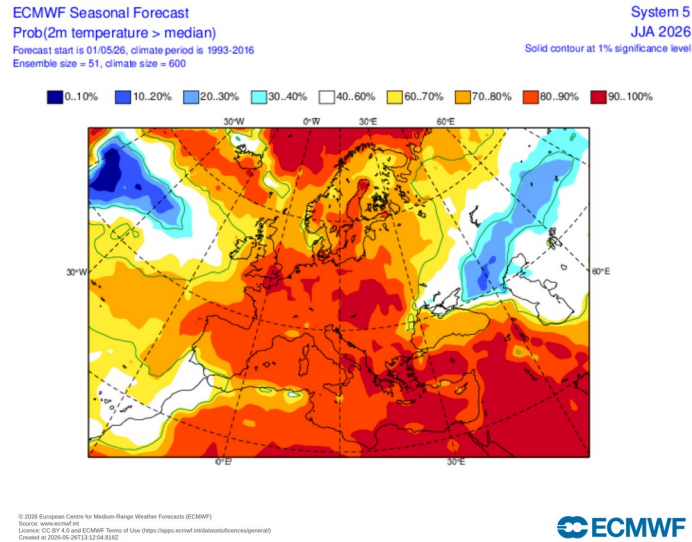 ECMWF Seasonal Forecast
System 5
Prob(2m temperature > median)
JJA 2026
Forecast start is 01/05/26, climate period is 1993-2016
Solid contour at 1% significance level
Ensemble size = 51, climate size = 600
0..10% 10..20% 20..30% 30..40% 40..60% 60..70% 70..80% 80..90% 90..100%
30°W 0°W 30°E 60°E
30°W 60°E
0°E 30°E
© 2026 European Centre for Medium-Range Weather Forecasts (ECMWF)
Source: www.ecmwf.int
Licence: CC BY 4.0 and ECMWF Terms of Use (https://apps.ecmwf.int/datasets/licences/general/)
Created at 2026-05-26T13:12:04.818Z
ECMWF